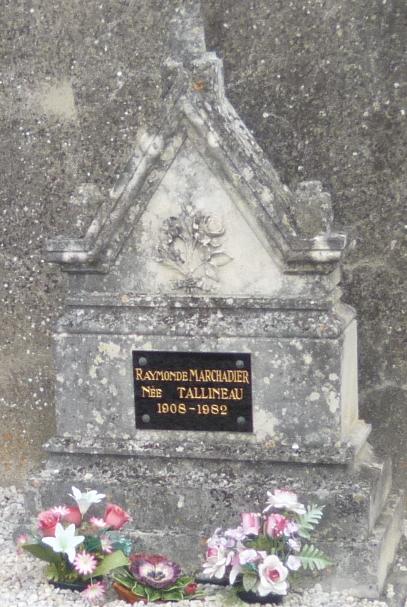 RAYMONDE MARCHADIER
NÉE TALLINEAU
1908-1982